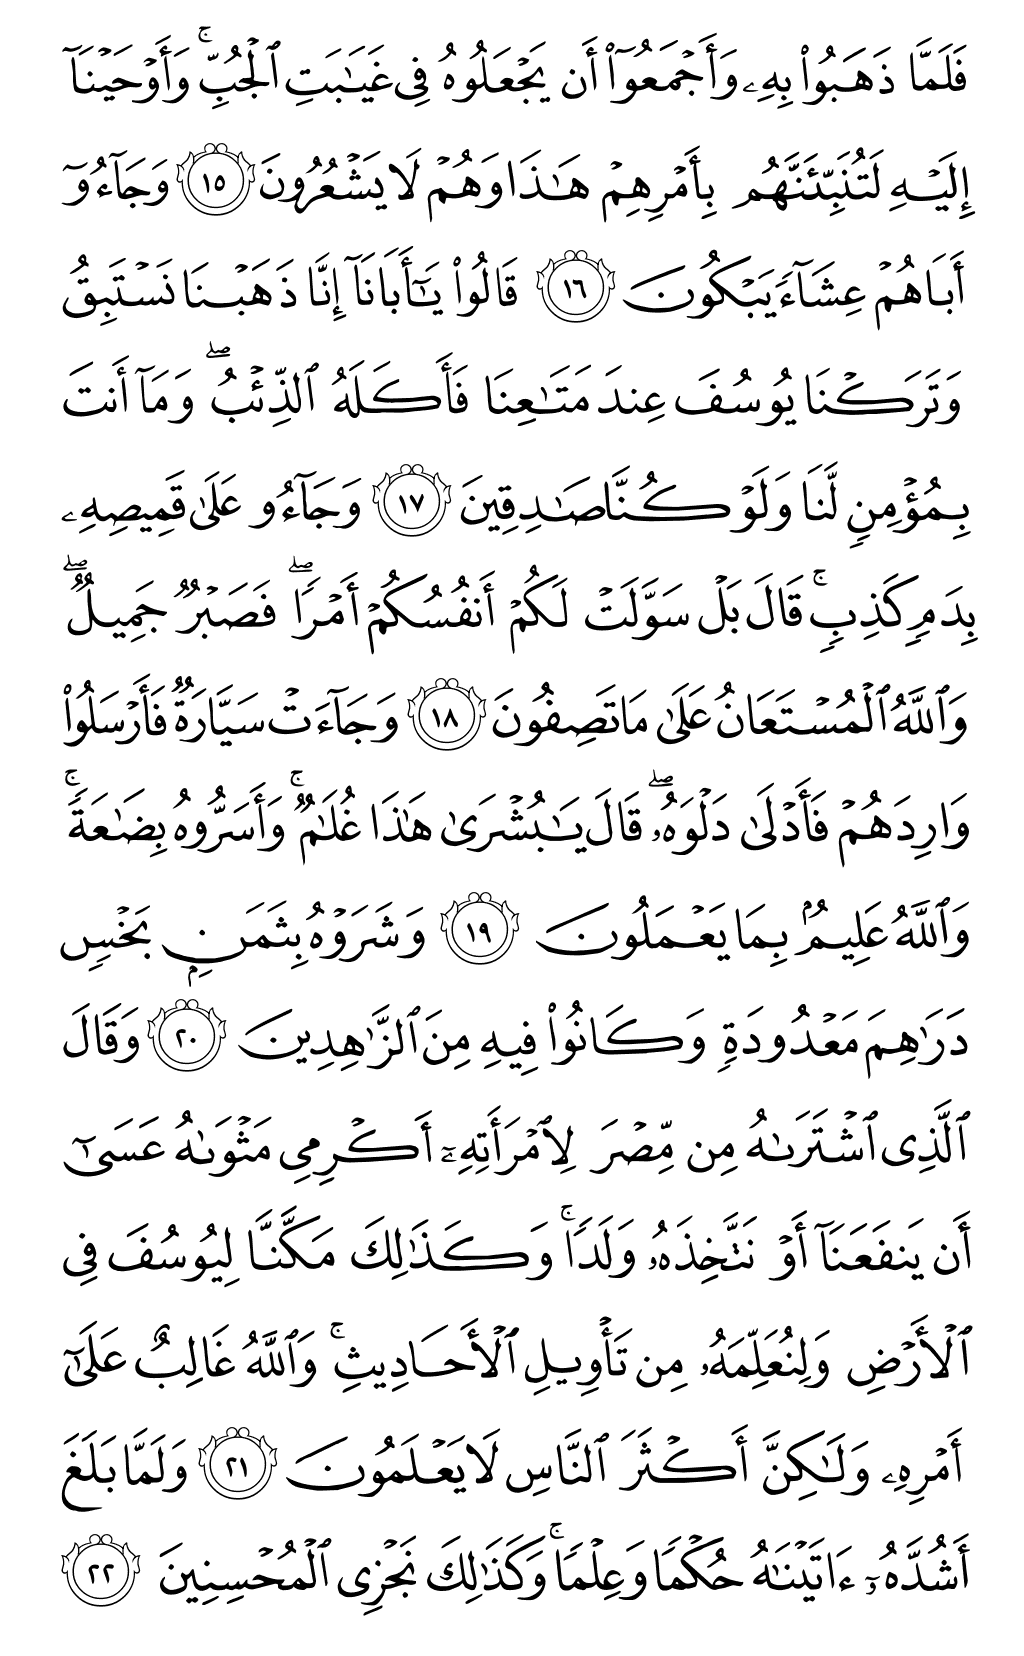 فَلَمَّا ذَهَبُوا۟ بِهِۦ وَأَجْمَعُوٓا۟ أَن يَجْعَلُوهُ فِى غَيَـٰبَتِ ٱلْجُبِّ ۚ وَأَوْحَيْنَآ
إِلَيْهِ لَتُنَبِّئَنَّهُم بِأَمْرِهِمْ هَـٰذَا وَهُمْ لَا يَشْعُرُونَ ١٥ وَجَآءُوٓ
أَبَاهُمْ عِشَآءً يَبْكُونَ ١٦ قَالُوا۟ يَـٰٓأَبَانَآ إِنَّا ذَهَبْنَا نَسْتَبِقُ
وَتَرَكْنَا يُوسُفَ عِندَ مَتَـٰعِنَا فَأَكَلَهُ ٱلذِّئْبُ ۖ وَمَآ أَنتَ
بِمُؤْمِنٍ لَّنَا وَلَوْ كُنَّا صَـٰدِقِينَ ١٧ وَجَآءُو عَلَىٰ قَمِيصِهِۦ
بِدَمٍ كَذِبٍ ۚ قَالَ بَلْ سَوَّلَتْ لَكُمْ أَنفُسُكُمْ أَمْرًا ۖ فَصَبْرٌ جَمِيلٌ ۖ
وَٱللَّهُ ٱلْمُسْتَعَانُ عَلَىٰ مَا تَصِفُونَ ١٨ وَجَآءَتْ سَيَّارَةٌ فَأَرْسَلُوا۟
وَارِدَهُمْ فَأَدْلَىٰ دَلْوَهُۥ ۖ قَالَ يَـٰبُشْرَىٰ هَـٰذَا غُلَـٰمٌ ۚ وَأَسَرُّوهُ بِضَـٰعَةً ۚ
وَٱللَّهُ عَلِيمٌۢ بِمَا يَعْمَلُونَ ١٩ وَشَرَوْهُ بِثَمَنٍۭ بَخْسٍ
دَرَٰهِمَ مَعْدُودَةٍ وَكَانُوا۟ فِيهِ مِنَ ٱلزَّٰهِدِينَ ٢٠ وَقَالَ
ٱلَّذِى ٱشْتَرَىٰهُ مِن مِّصْرَ لِٱمْرَأَتِهِۦٓ أَكْرِمِى مَثْوَىٰهُ عَسَىٰٓ
أَن يَنفَعَنَآ أَوْ نَتَّخِذَهُۥ وَلَدًا ۚ وَكَذَٰلِكَ مَكَّنَّا لِيُوسُفَ فِى
ٱلْأَرْضِ وَلِنُعَلِّمَهُۥ مِن تَأْوِيلِ ٱلْأَحَادِيثِ ۚ وَٱللَّهُ غَالِبٌ عَلَىٰٓ
أَمْرِهِۦ وَلَـٰكِنَّ أَكْثَرَ ٱلنَّاسِ لَا يَعْلَمُونَ ٢١ وَلَمَّا بَلَغَ
أَشُدَّهُۥٓ ءَاتَيْنَـٰهُ حُكْمًا وَعِلْمًا ۚ وَكَذَٰلِكَ نَجْزِى ٱلْمُحْسِنِينَ ٢٢